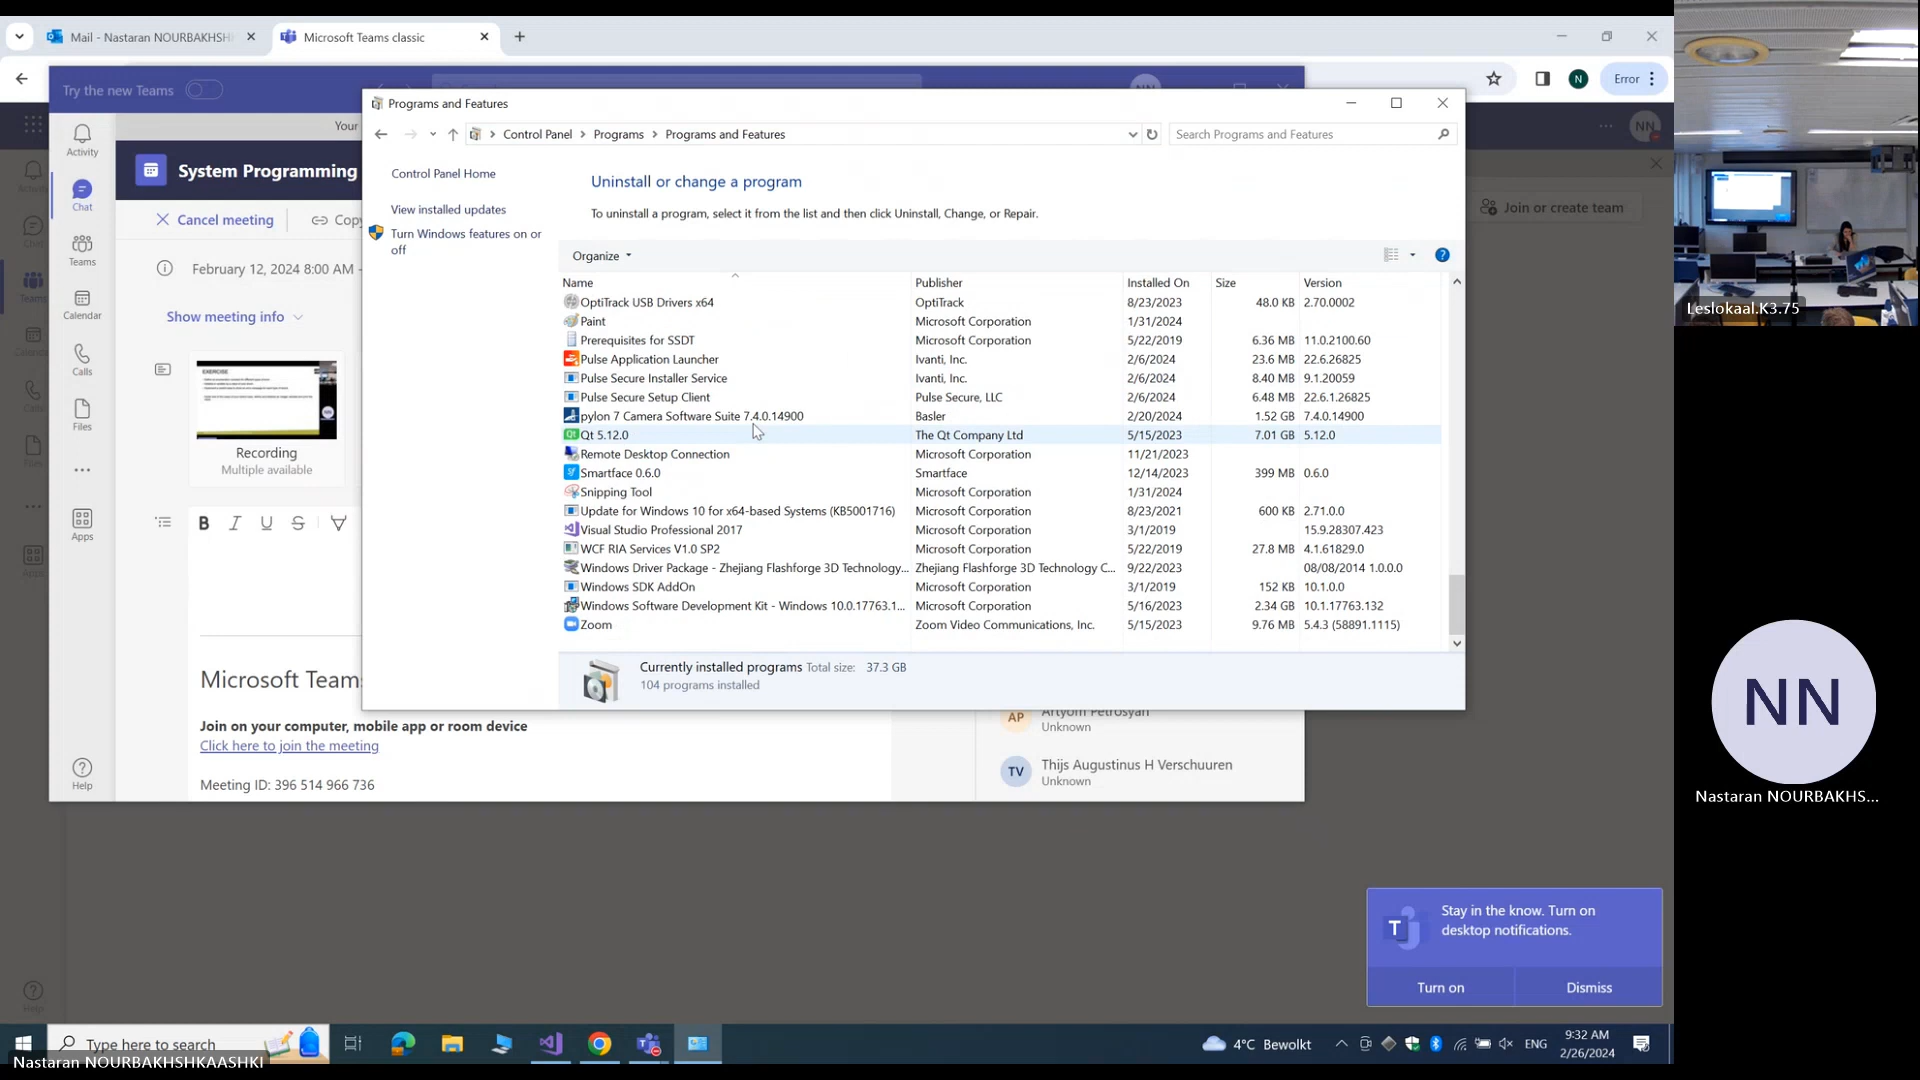 Mail - Nastaran NOURBAKHSH
Microsoft Teams classic
Error
Try the new Teams
Programs and Features
Control Panel > Programs > Programs and Features
Search Programs and Features
NN
Activity
Chat
Teams
Calendar
Calls
Files
Apps
Help
Your
System Programming
Cancel meeting
Copy
February 12, 2024 8:00 AM -
Show meeting info
EXERCISE
Recording
Multiple available
B I U S
Microsoft Teams
Join on your computer, mobile app or room device
Click here to join the meeting
Meeting ID: 396 514 966 736
Control Panel Home
View installed updates
Turn Windows features on or off
Uninstall or change a program
To uninstall a program, select it from the list and then click Uninstall, Change, or Repair.
Organize
Name Publisher Installed On Size Version
OptiTrack USB Drivers x64 OptiTrack 8/23/2023 48.0 KB 2.70.0002
Paint Microsoft Corporation 1/31/2024
Prerequisites for SSDT Microsoft Corporation 5/22/2019 6.36 MB 11.0.2100.60
Pulse Application Launcher Ivanti, Inc. 2/6/2024 23.6 MB 22.6.26825
Pulse Secure Installer Service Ivanti, Inc. 2/6/2024 8.40 MB 9.1.20059
Pulse Secure Setup Client Pulse Secure, LLC 2/6/2024 6.48 MB 22.6.1.26825
pylon 7 Camera Software Suite 7.4.0.14900 Basler 2/20/2024 1.52 GB 7.4.0.14900
Qt 5.12.0 The Qt Company Ltd 5/15/2023 7.01 GB 5.12.0
Remote Desktop Connection Microsoft Corporation 11/21/2023
Smartface 0.6.0 Smartface 12/14/2023 399 MB 0.6.0
Snipping Tool Microsoft Corporation 1/31/2024
Update for Windows 10 for x64-based Systems (KB5001716) Microsoft Corporation 8/23/2021 600 KB 2.71.0.0
Visual Studio Professional 2017 Microsoft Corporation 3/1/2019 15.9.28307.423
WCF RIA Services V1.0 SP2 Microsoft Corporation 5/22/2019 27.8 MB 4.1.61829.0
Windows Driver Package - Zhejiang Flashforge 3D Technology... Zhejiang Flashforge 3D Technology C... 9/22/2023 08/08/2014 1.0.0.0
Windows SDK AddOn Microsoft Corporation 3/1/2019 152 KB 10.1.0.0
Windows Software Development Kit - Windows 10.0.17763.1... Microsoft Corporation 5/16/2023 2.34 GB 10.1.17763.132
Zoom Zoom Video Communications, Inc. 5/15/2023 9.76 MB 5.4.3 (58891.1115)
Currently installed programs Total size: 37.3 GB
104 programs installed
AP Artyom Petrosyan
Unknown
TV Thijs Augustinus H Verschuuren
Unknown
Join or create team
Stay in the know. Turn on desktop notifications.
Turn on
Dismiss
Type here to search
4°C Bewolkt
ENG
9:32 AM
2/26/2024
Nastaran NOURBAKHSHKAASHKI
Leslokaal.K3.75
NN
Nastaran NOURBAKHS...